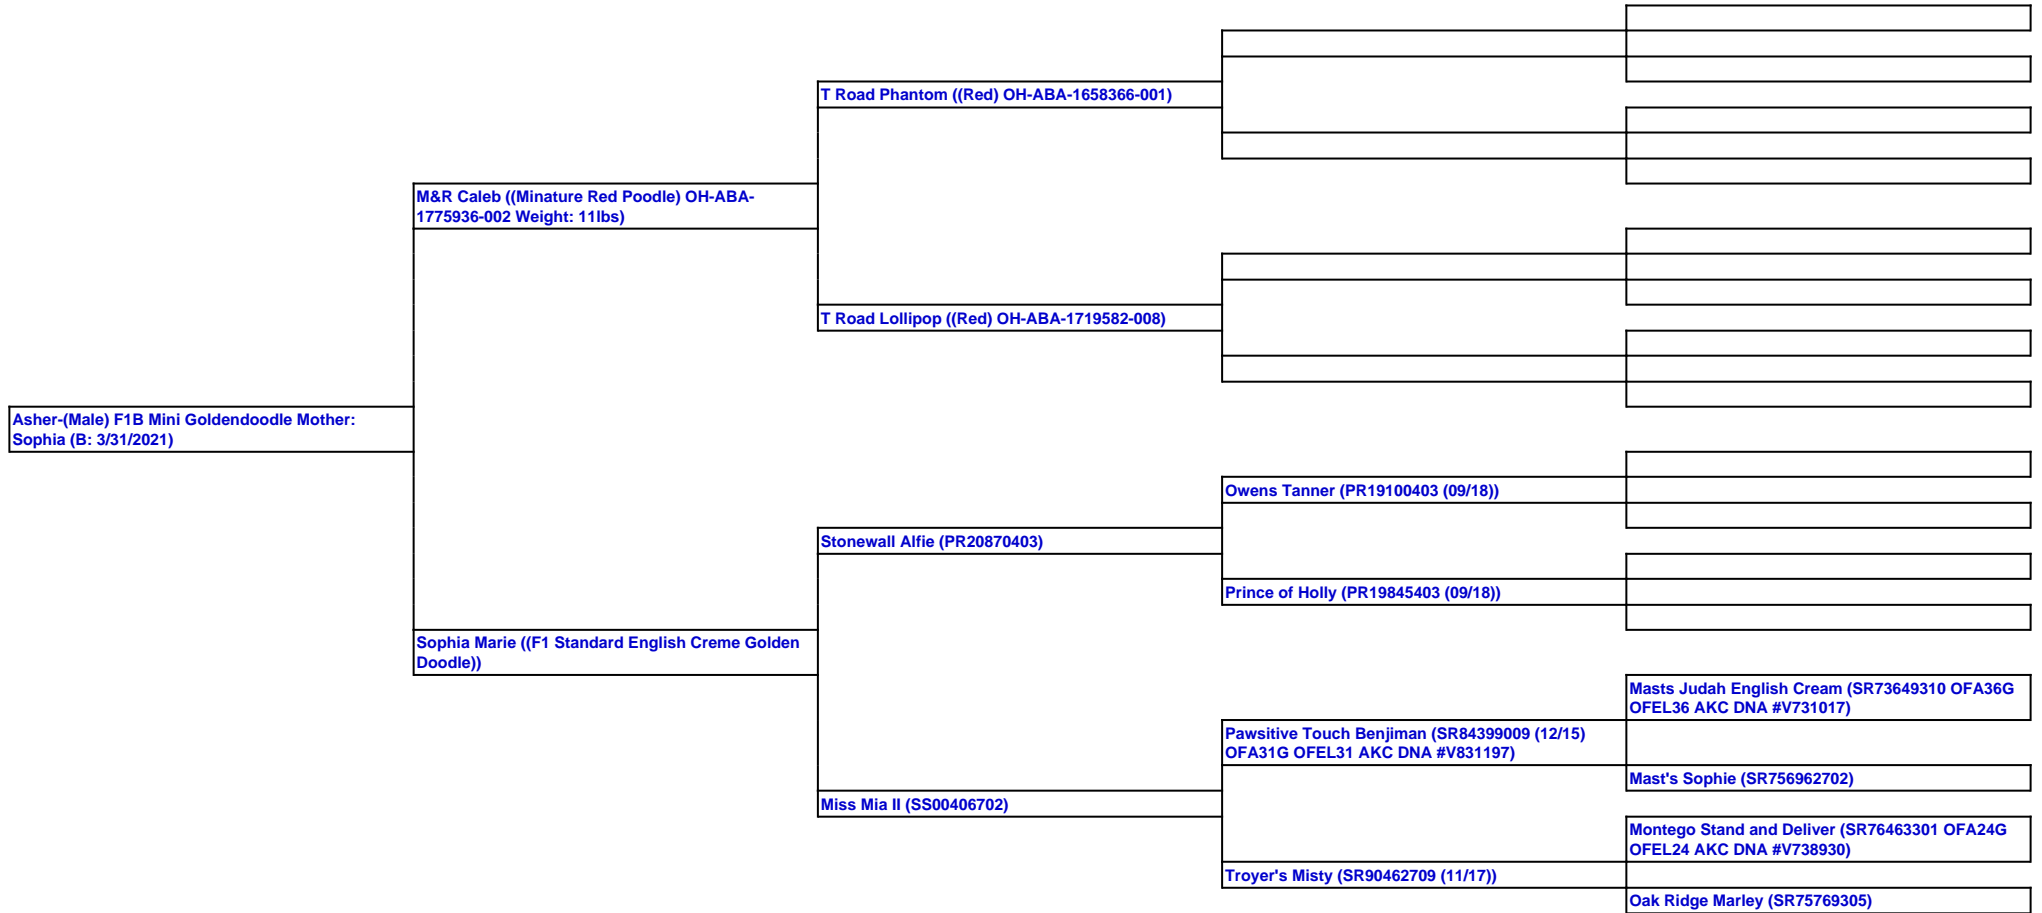 T Road Phantom ((Red) OH-ABA-1658366-001)
M&R Caleb ((Minature Red Poodle) OH-ABA-
1775936-002 Weight: 11lbs)
T Road Lollipop ((Red) OH-ABA-1719582-008)
Asher-(Male) F1B Mini Goldendoodle Mother:
Sophia (B: 3/31/2021)
Owens Tanner (PR19100403 (09/18))
Stonewall Alfie (PR20870403)
Prince of Holly (PR19845403 (09/18))
Sophia Marie ((F1 Standard English Creme Golden
Doodle))
Masts Judah English Cream (SR73649310 OFA36G
OFEL36 AKC DNA #V731017)
Pawsitive Touch Benjiman (SR84399009 (12/15)
OFA31G OFEL31 AKC DNA #V831197)
Mast's Sophie (SR756962702)
Miss Mia II (SS00406702)
Montego Stand and Deliver (SR76463301 OFA24G
OFEL24 AKC DNA #V738930)
Troyer's Misty (SR90462709 (11/17))
Oak Ridge Marley (SR75769305)